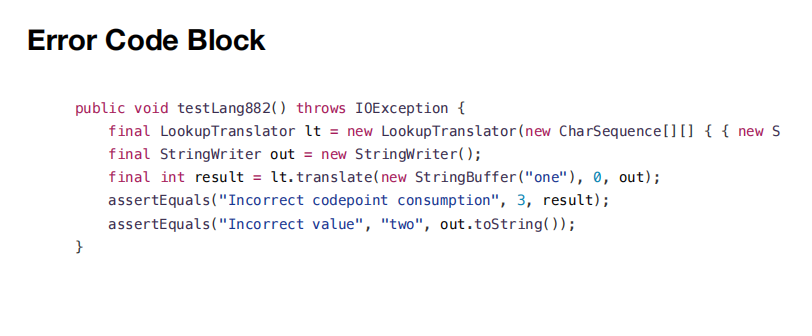 Error Code Block
public void testLang882() throws IOException {
    final LookupTranslator lt = new LookupTranslator(new CharSequence[][] { { new S
    final StringWriter out = new StringWriter();
    final int result = lt.translate(new StringBuffer("one"), 0, out);
    assertEquals("Incorrect codepoint consumption", 3, result);
    assertEquals("Incorrect value", "two", out.toString());
}